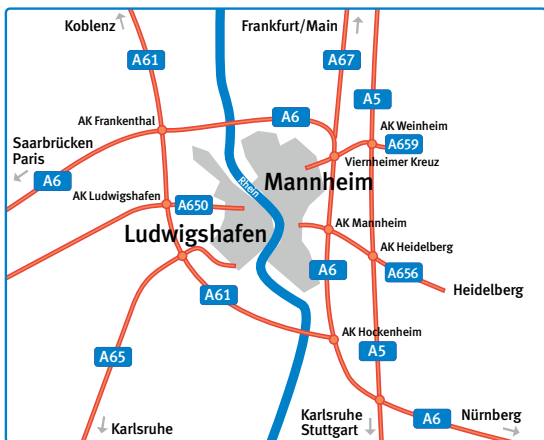 Koblenz
Frankfurt/Main
A61
A67
A5
A6
AK Frankenthal
AK Weinheim
A659
Saarbrücken
Paris
Viernheimer Kreuz
A6
Rhein
Mannheim
AK Ludwigshafen
A650
AK Mannheim
Ludwigshafen
AK Heidelberg
A6
A656
A61
Heidelberg
AK Hockenheim
A65
A5
Karlsruhe
Karlsruhe
Stuttgart
A6
Nürnberg